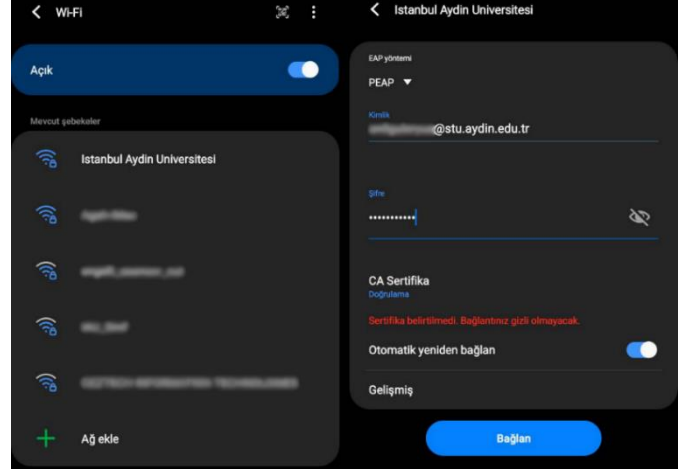 Wi-Fi
Açık
Mevcut şebekeler
Istanbul Aydin Universitesi
Ağ ekle
Istanbul Aydin Universitesi
EAP yöntemi
PEAP
Kimlik
@stu.aydin.edu.tr
Şifre
CA Sertifika
Doğrulama
Sertifika belirtilmedi. Bağlantınız gizli olmayacak.
Otomatik yeniden bağlan
Gelişmiş
Bağlan